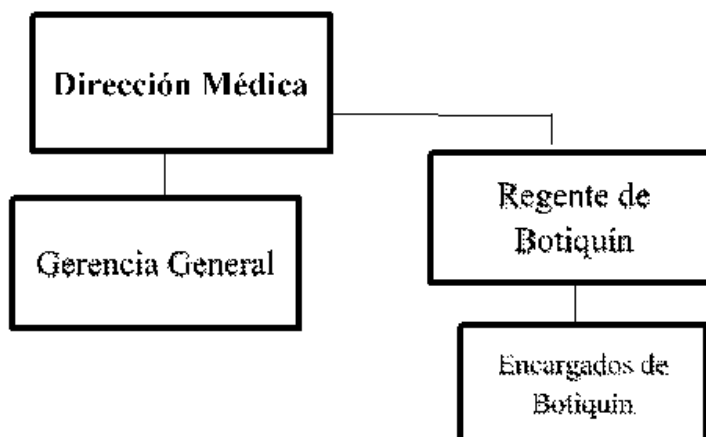 Dirección Médica
Regente de
Botiquín
Gerencia General
Encargados de
Botiquín